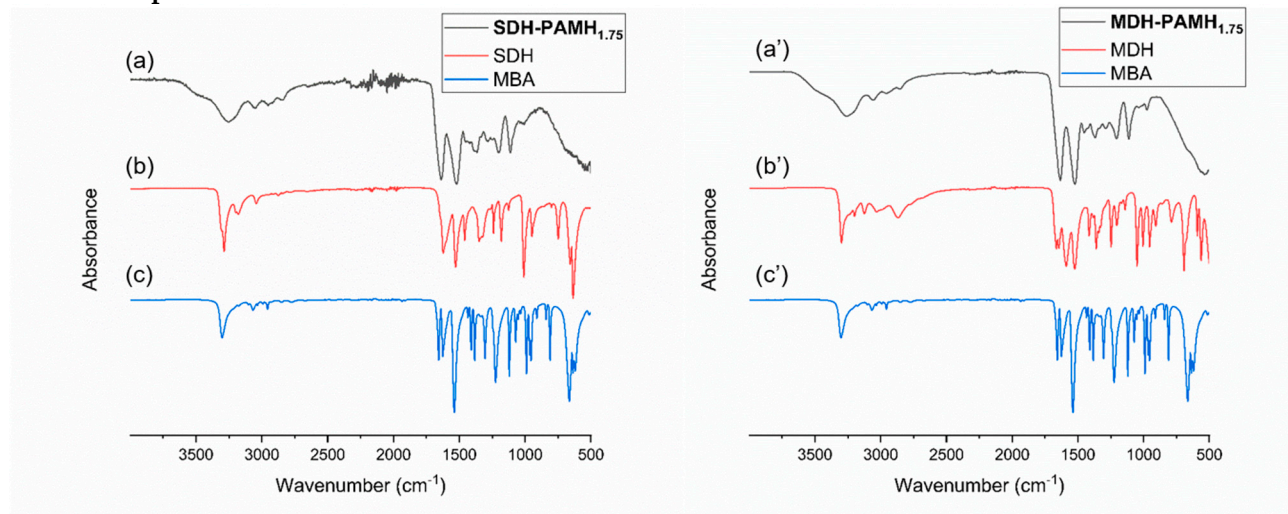 SDH-PAMH1.75
SDH
MBA
(a)
(b)
(c)
Absorbance
3500 3000 2500 2000 1500 1000 500
Wavenumber (cm-1)
MDH-PAMH1.75
MDH
MBA
(a')
(b')
(c')
Absorbance
3500 3000 2500 2000 1500 1000 500
Wavenumber (cm-1)